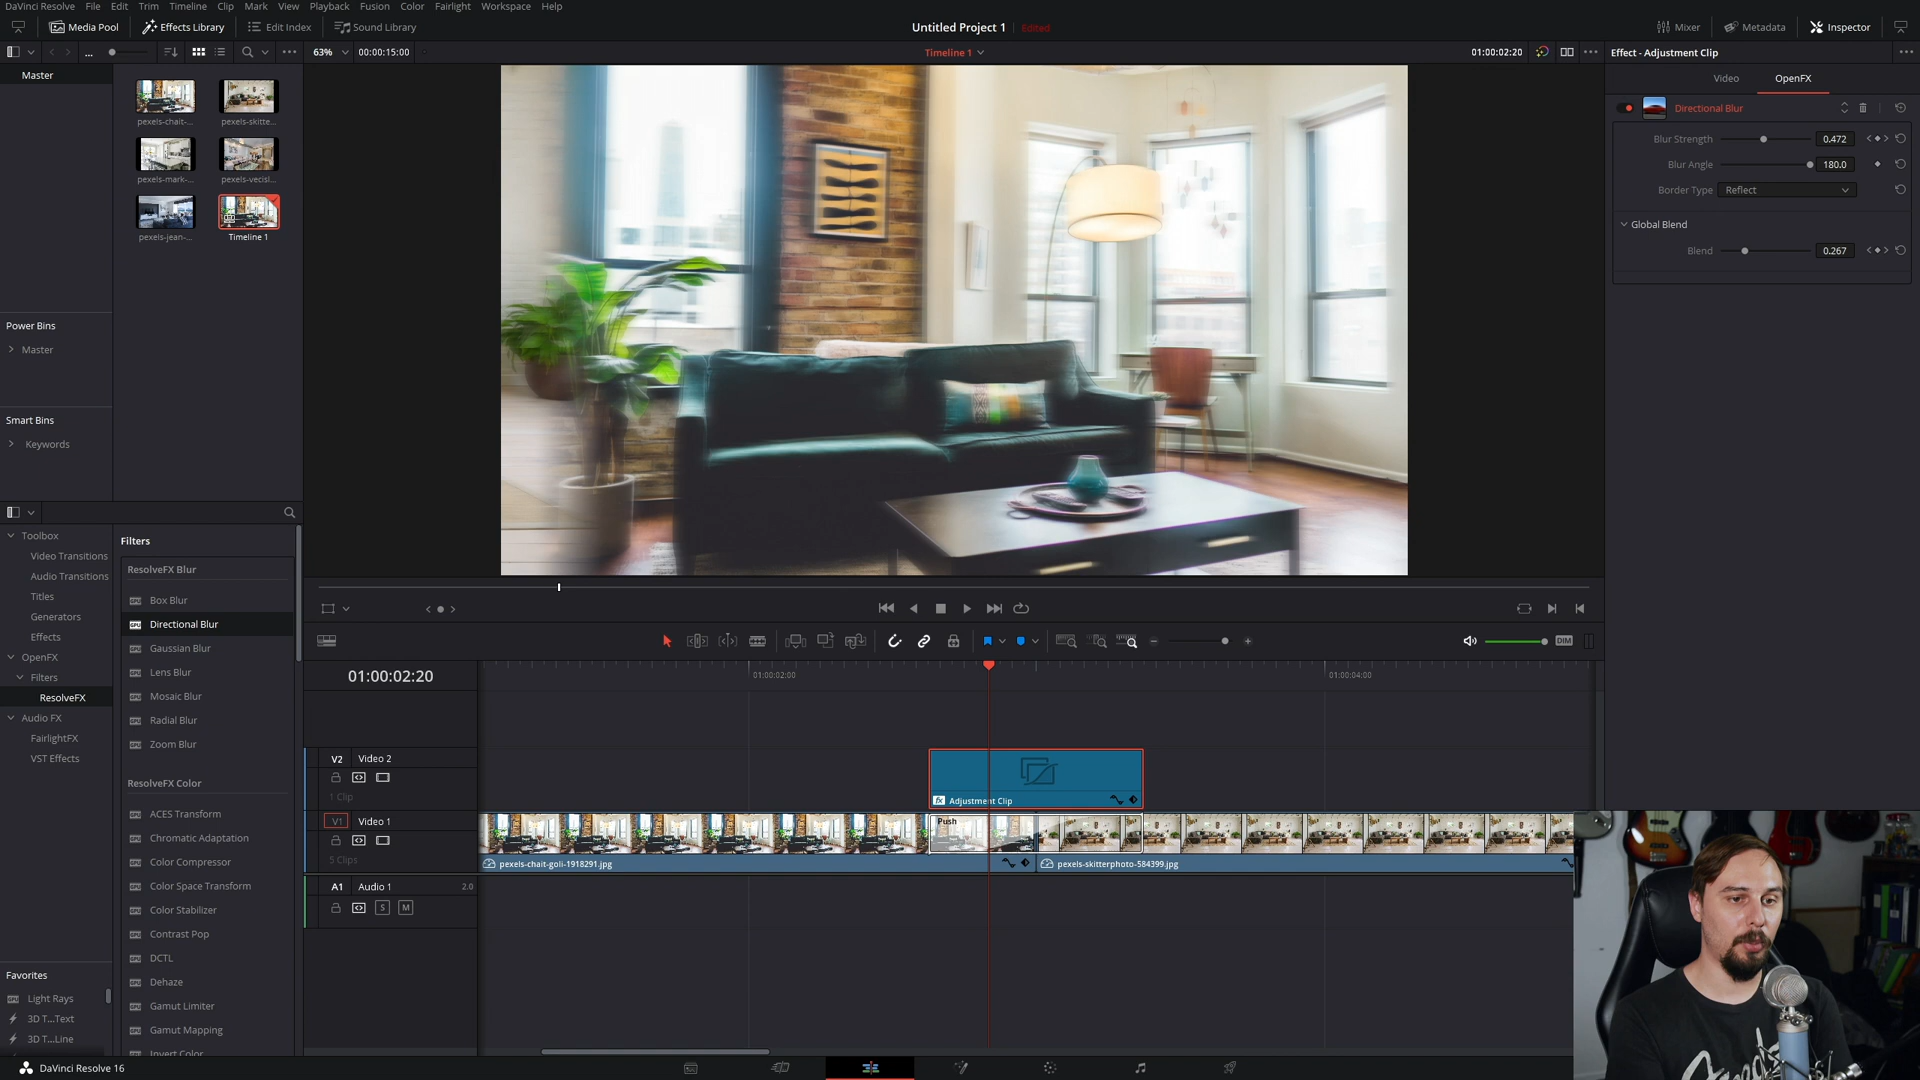 DaVinci Resolve File Edit Trim Timeline Clip Mark View Playback Fusion Color Fairlight Workspace Help
Media Pool Effects Library Edit Index Sound Library Untitled Project 1 Edited Mixer Metadata Inspector
... 63% 00:00:15:00 Timeline 1 01:00:02:20 Effect - Adjustment Clip
Master
Video OpenFX
pexels-chait-... pexels-skitte...
Directional Blur
Blur Strength 0.472
Blur Angle 180.0
pexels-mark-... pexels-vecisi...
Border Type Reflect
pexels-jean-... Timeline 1
Global Blend
Blend 0.267
Power Bins
Master
Smart Bins
Keywords
Toolbox
Video Transitions
Audio Transitions
Titles
Generators
Effects
OpenFX
Filters
ResolveFX
Audio FX
FairlightFX
VST Effects
Favorites
Light Rays
3D T...Text
3D T...Line
Filters
ResolveFX Blur
Box Blur
Directional Blur
Gaussian Blur
Lens Blur
Mosaic Blur
Radial Blur
Zoom Blur
ResolveFX Color
ACES Transform
Chromatic Adaptation
Color Compressor
Color Space Transform
Color Stabilizer
Contrast Pop
DCTL
Dehaze
Gamut Limiter
Gamut Mapping
Invert Color
DIM
01:00:02:20 01:00:02:00 01:00:04:00
V2 Video 2
1 Clip
Adjustment Clip
V1 Video 1
Push
5 Clips
pexels-chait-goli-1918291.jpg pexels-skitterphoto-584399.jpg
A1 Audio 1 2.0
S M
DaVinci Resolve 16